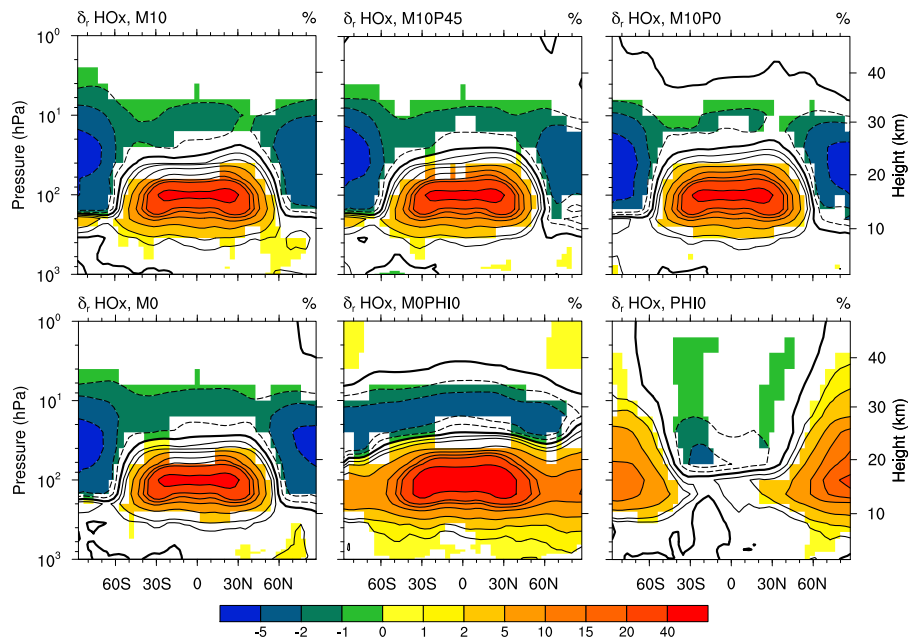 δr HOx, M10 %
δr HOx, M10P45 %
δr HOx, M10P0 %
Pressure (hPa)
10⁰
10¹
10²
10³
40
30
20
10
Height (km)
δr HOx, M0 %
δr HOx, M0PHI0 %
δr HOx, PHI0 %
Pressure (hPa)
10⁰
10¹
10²
10³
40
30
20
10
Height (km)
60S 30S 0 30N 60N
60S 30S 0 30N 60N
60S 30S 0 30N 60N
-5 -2 -1 0 1 2 5 10 15 20 40